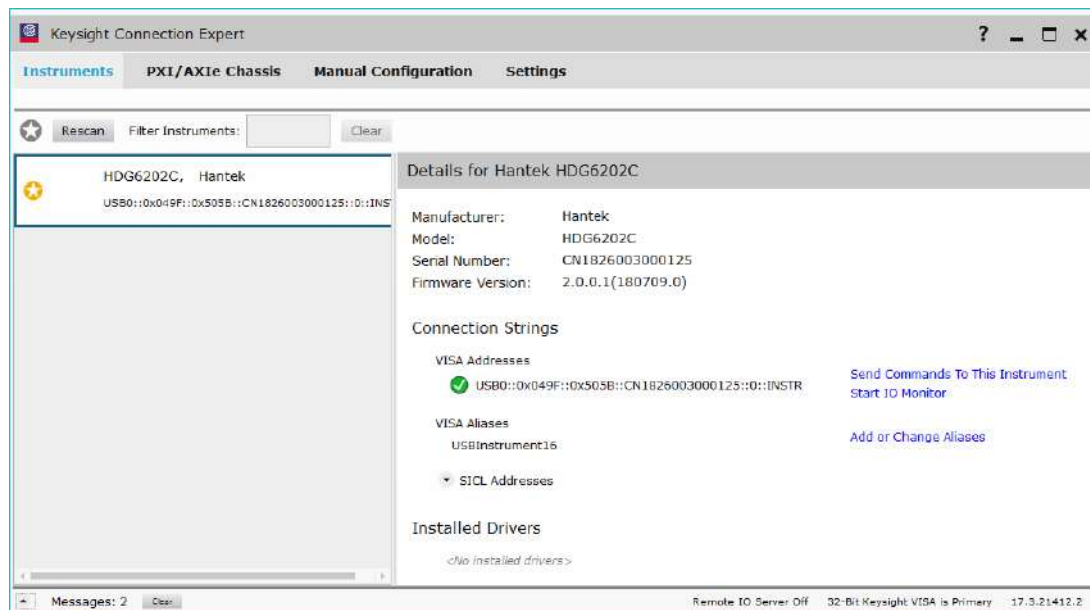 Keysight Connection Expert
?
Instruments PXI/AXIe Chassis Manual Configuration Settings
Rescan Filter Instruments: Clear
HDG6202C, Hantek
USB0::0x049F::0x505B::CN1826003000125::0::INST
Details for Hantek HDG6202C
Manufacturer: Hantek
Model: HDG6202C
Serial Number: CN1826003000125
Firmware Version: 2.0.0.1(180709.0)
Connection Strings
VISA Addresses
USB0::0x049F::0x505B::CN1826003000125::0::INSTR
Send Commands To This Instrument
Start IO Monitor
VISA Aliases
USBInstrument16
Add or Change Aliases
SICL Addresses
Installed Drivers
<No installed drivers>
Messages: 2 Clear Remote IO Server Off 32-Bit Keysight VISA is Primary 17.3.21412.2